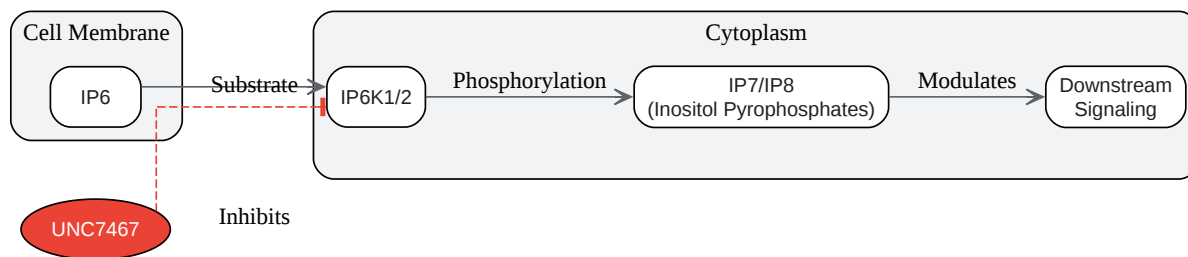 Cell Membrane
Cytoplasm
IP6
Substrate
IP6K1/2
Phosphorylation
IP7/IP8
(Inositol Pyrophosphates)
Modulates
Downstream
Signaling
UNC7467
Inhibits